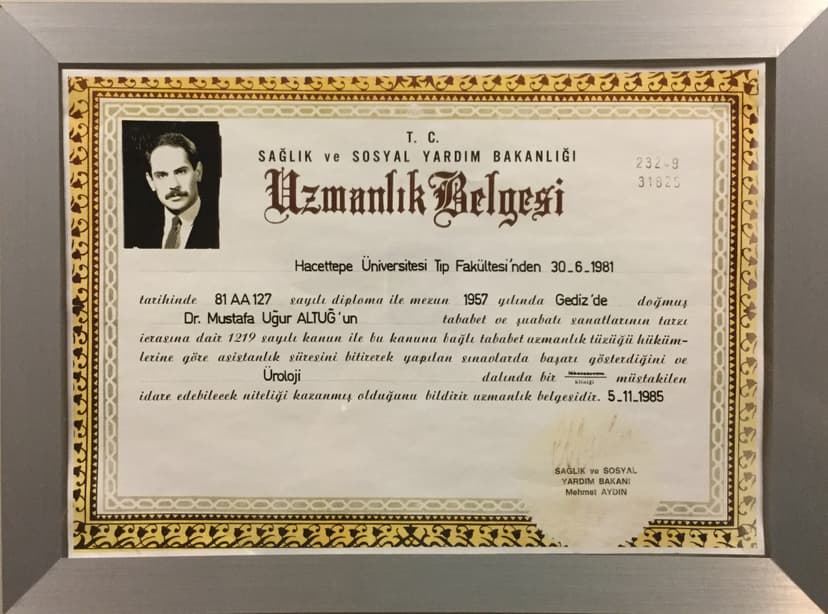 T. C.
SAĞLIK ve SOSYAL YARDIM BAKANLIĞI
Uzmanlık Belgesi
31825
Hacettepe Üniversitesi Tıp Fakültesi'nden 30_6_1981
tarihinde 81 AA 127 sayılı diploma ile mezun 1957 yılında Gediz'de doğmuş
Dr. Mustafa Uğur ALTUĞ'un tababet ve şuabatı sanatlarının tarzı
icrasına dair 1219 sayılı kanun ile bu kanuna bağlı tababet uzmanlık tüzüğü hüküm-
lerine göre asistanlık süresini bitirerek yapılan sınavlarda başarı gösterdiğini ve
Üroloji dalında bir kliniği müstakilen
idare edebilecek niteliği kazanmış olduğunu bildirir uzmanlık belgesidir. 5_11_1985
SAĞLIK ve SOSYAL
YARDIM BAKANI
Mehmet AYDIN